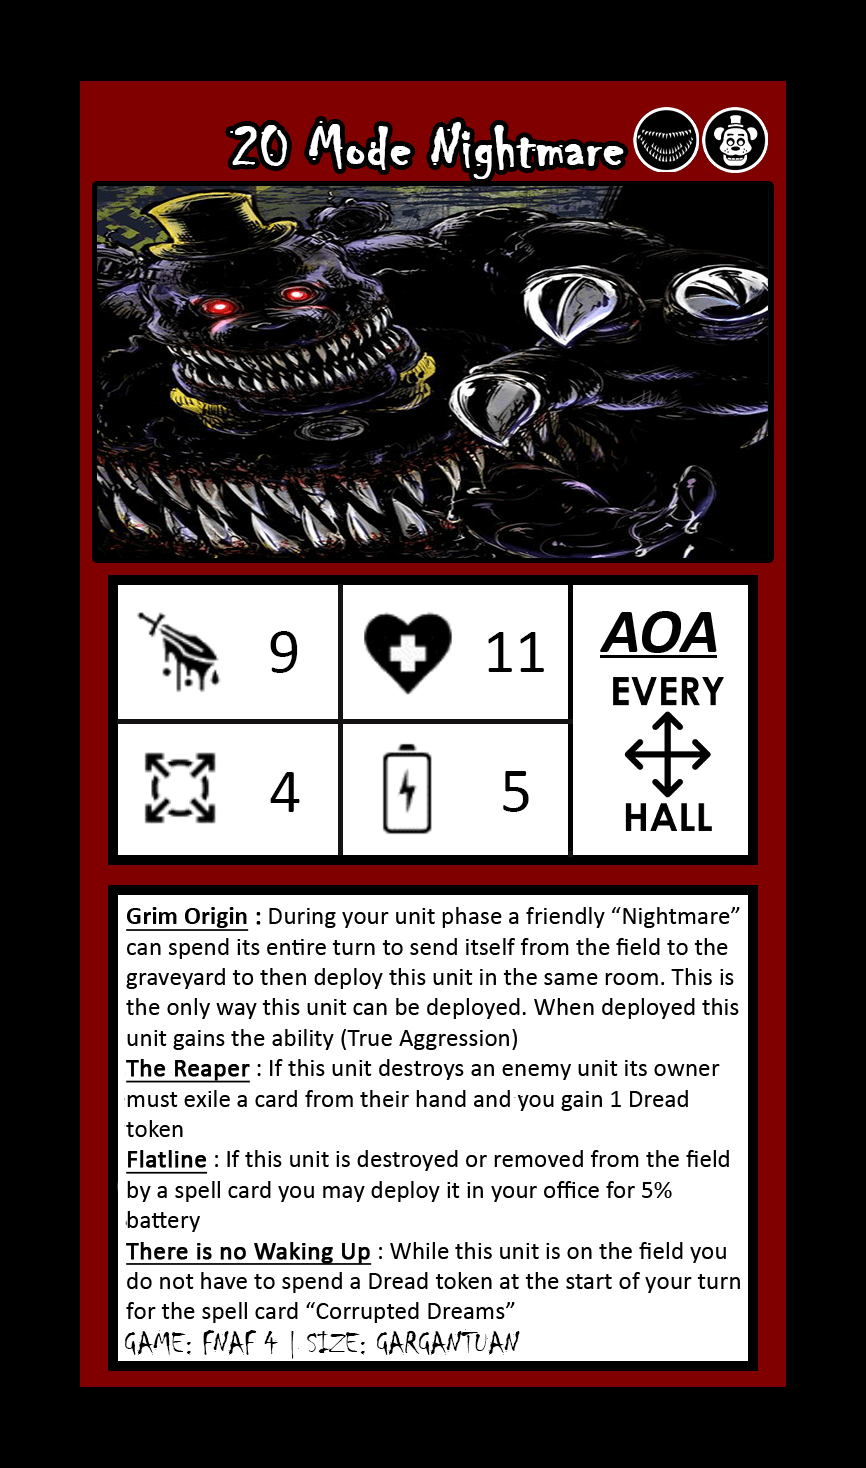 20 Mode Nightmare
9
11
AOA
EVERY
HALL
4
5
Grim Origin : During your unit phase a friendly “Nightmare”
can spend its entire turn to send itself from the field to the
graveyard to then deploy this unit in the same room. This is
the only way this unit can be deployed. When deployed this
unit gains the ability (True Aggression)
The Reaper : If this unit destroys an enemy unit its owner
must exile a card from their hand and you gain 1 Dread
token
Flatline : If this unit is destroyed or removed from the field
by a spell card you may deploy it in your office for 5%
battery
There is no Waking Up : While this unit is on the field you
do not have to spend a Dread token at the start of your turn
for the spell card “Corrupted Dreams”
GAME: FNAF 4 | SIZE: GARGANTUAN